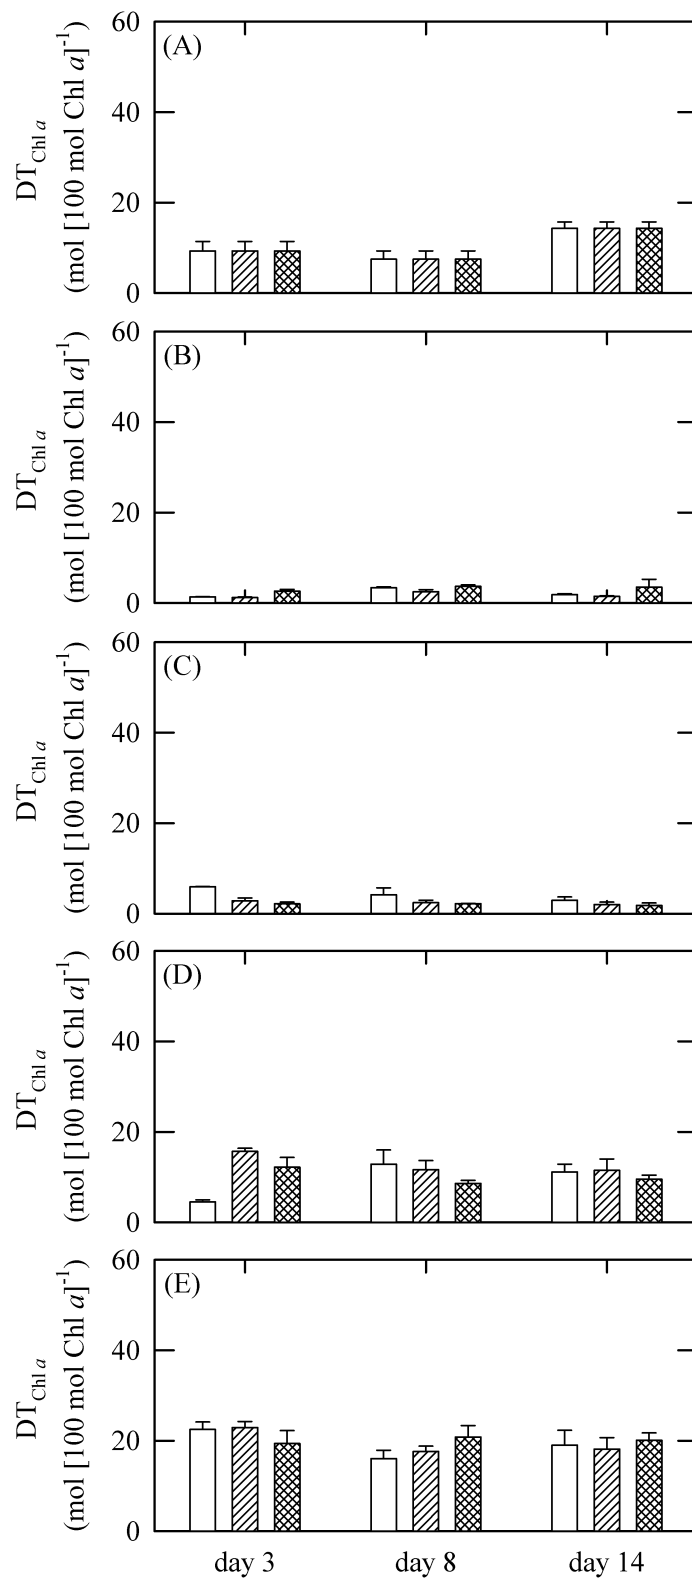 (A)
60
40
20
0
DT_Chl a
(mol [100 mol Chl a]⁻¹)
(B)
60
40
20
0
DT_Chl a
(mol [100 mol Chl a]⁻¹)
(C)
60
40
20
0
DT_Chl a
(mol [100 mol Chl a]⁻¹)
(D)
60
40
20
0
DT_Chl a
(mol [100 mol Chl a]⁻¹)
(E)
60
40
20
0
DT_Chl a
(mol [100 mol Chl a]⁻¹)
day 3 day 8 day 14